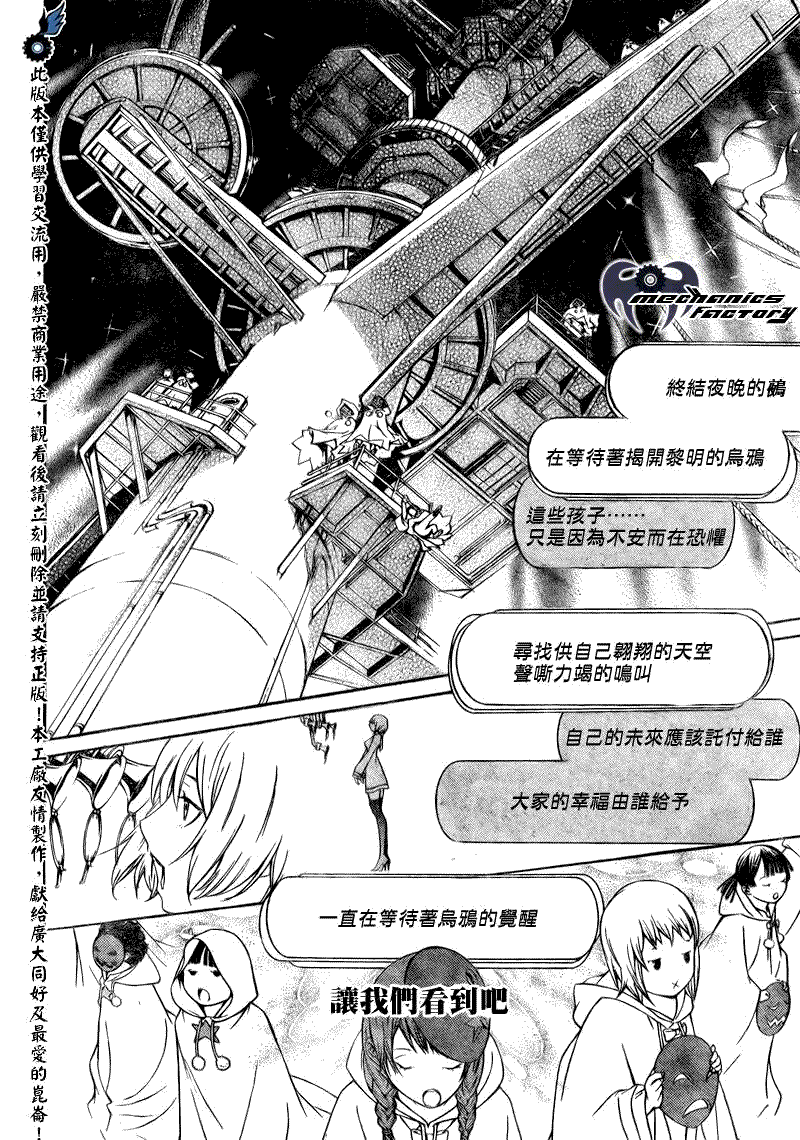 此版本僅供學習交流用，嚴禁商業用途，觀看後請立刻刪除並請支持正版！本工廠友情製作，獻給廣大同好及最愛的崑崙！
mechanics
factory
終結夜晚的鵺
在等待著揭開黎明的烏鴉
這些孩子⋯⋯
只是因為不安而在恐懼
尋找供自己翱翔的天空
聲嘶力竭的鳴叫
自己的未來應該託付給誰
大家的幸福由誰給予
一直在等待著烏鴉的覺醒
讓我們看到吧